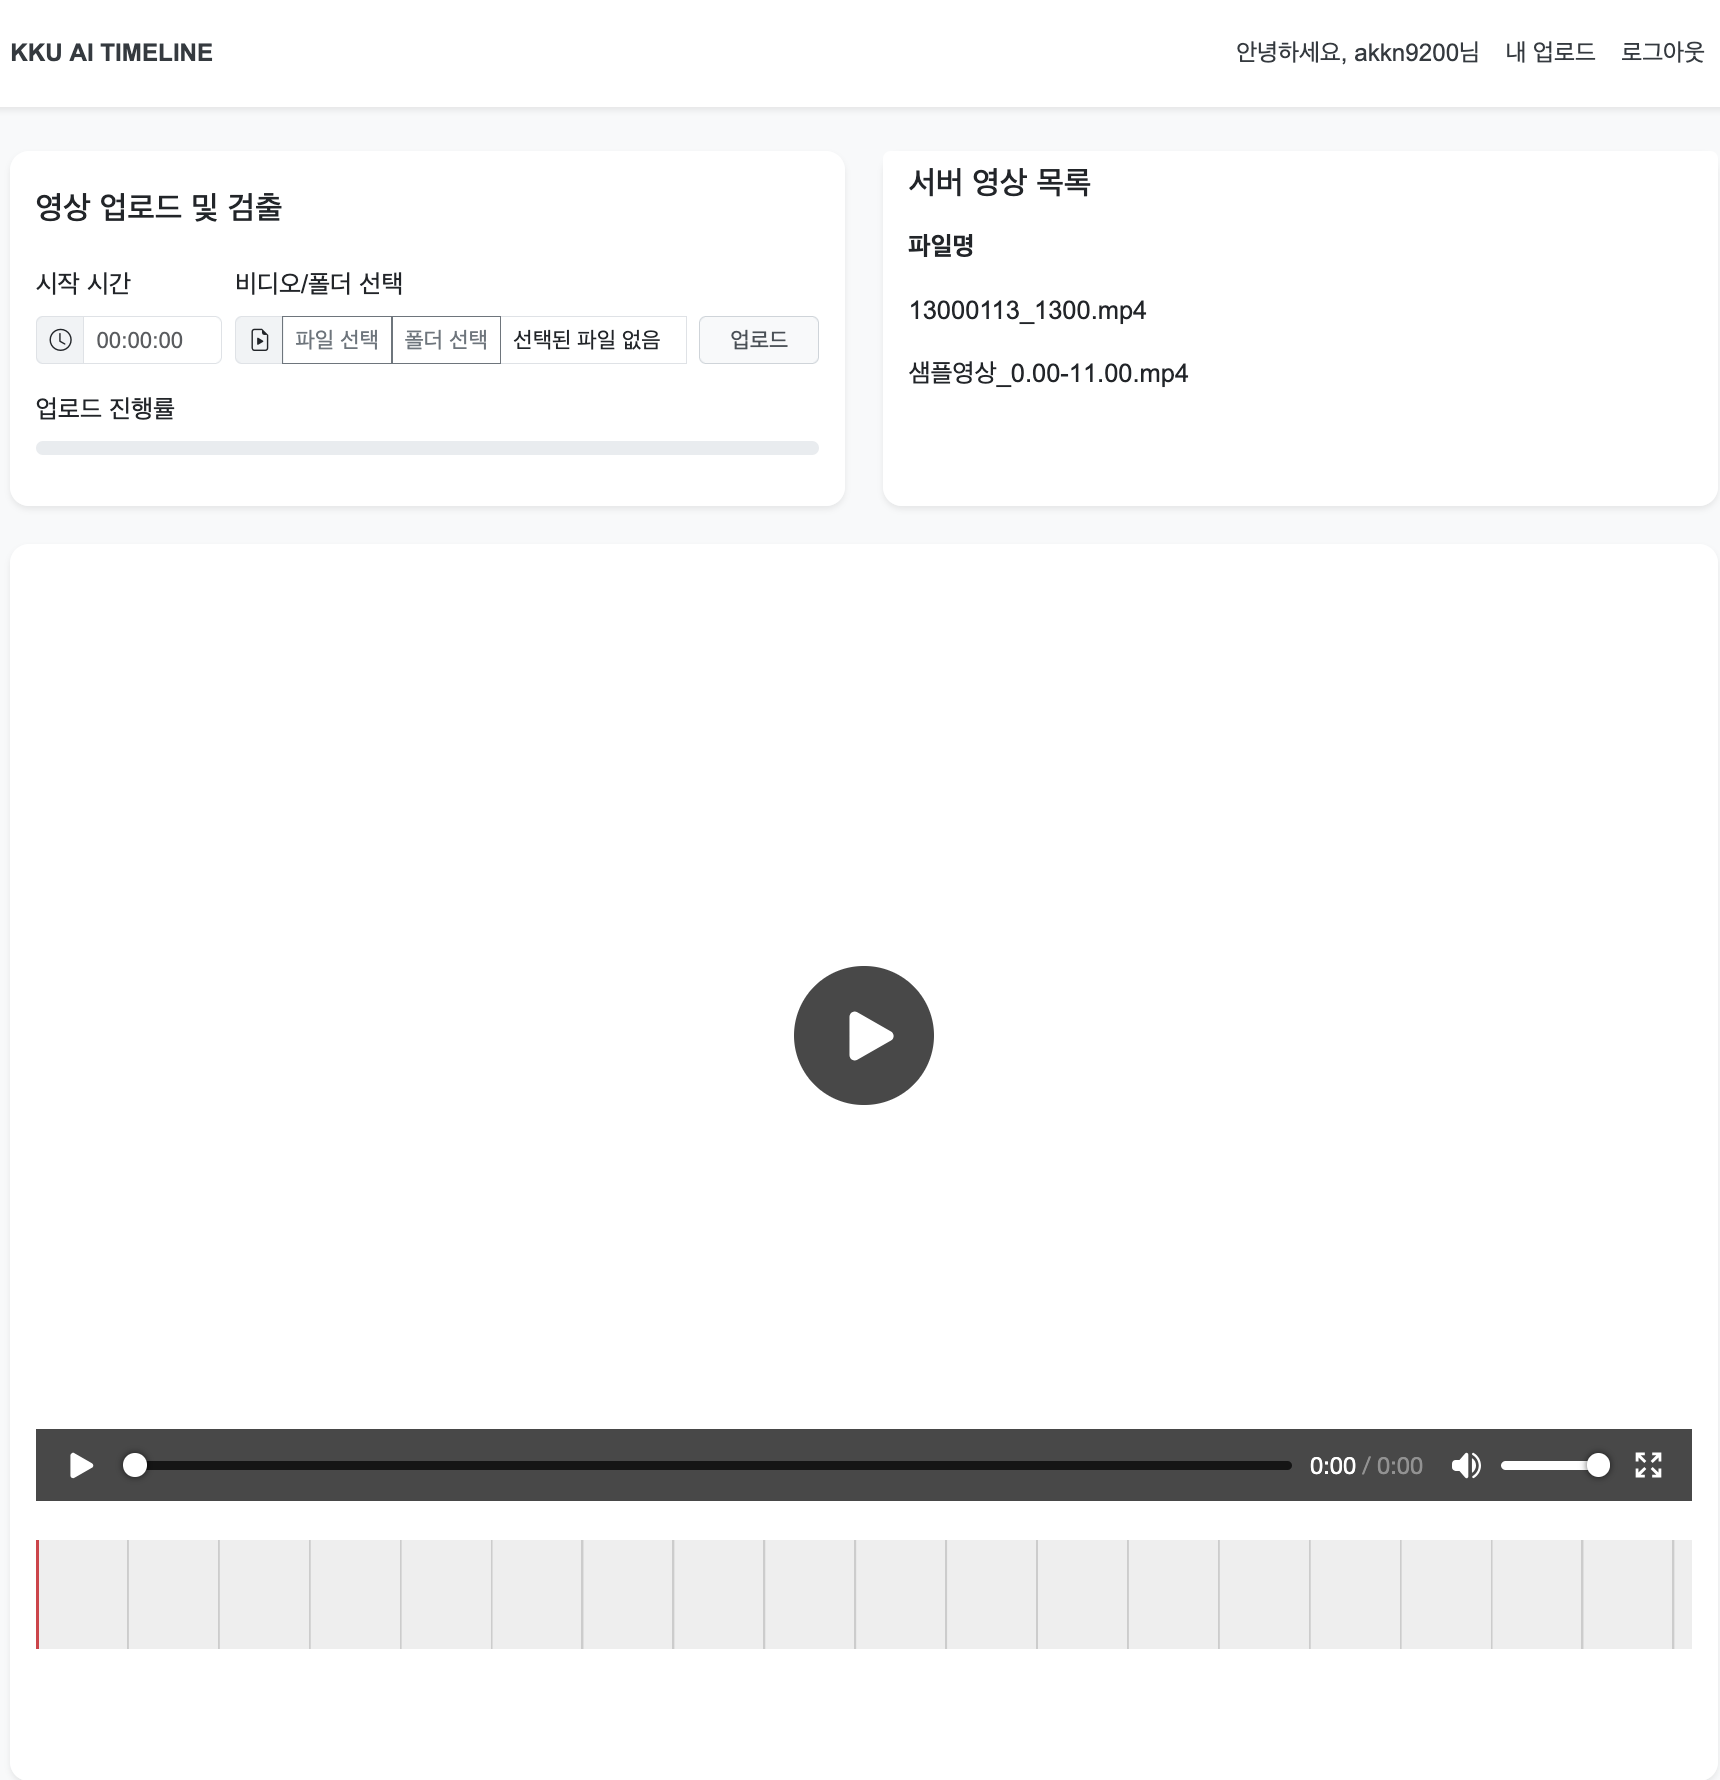 KKU AI TIMELINE
안녕하세요, akkn9200님 내 업로드 로그아웃
영상 업로드 및 검출
시작 시간 비디오/폴더 선택
00:00:00 파일 선택 폴더 선택 선택된 파일 없음 업로드
업로드 진행률
서버 영상 목록
파일명
13000113_1300.mp4
샘플영상_0.00-11.00.mp4
0:00 / 0:00